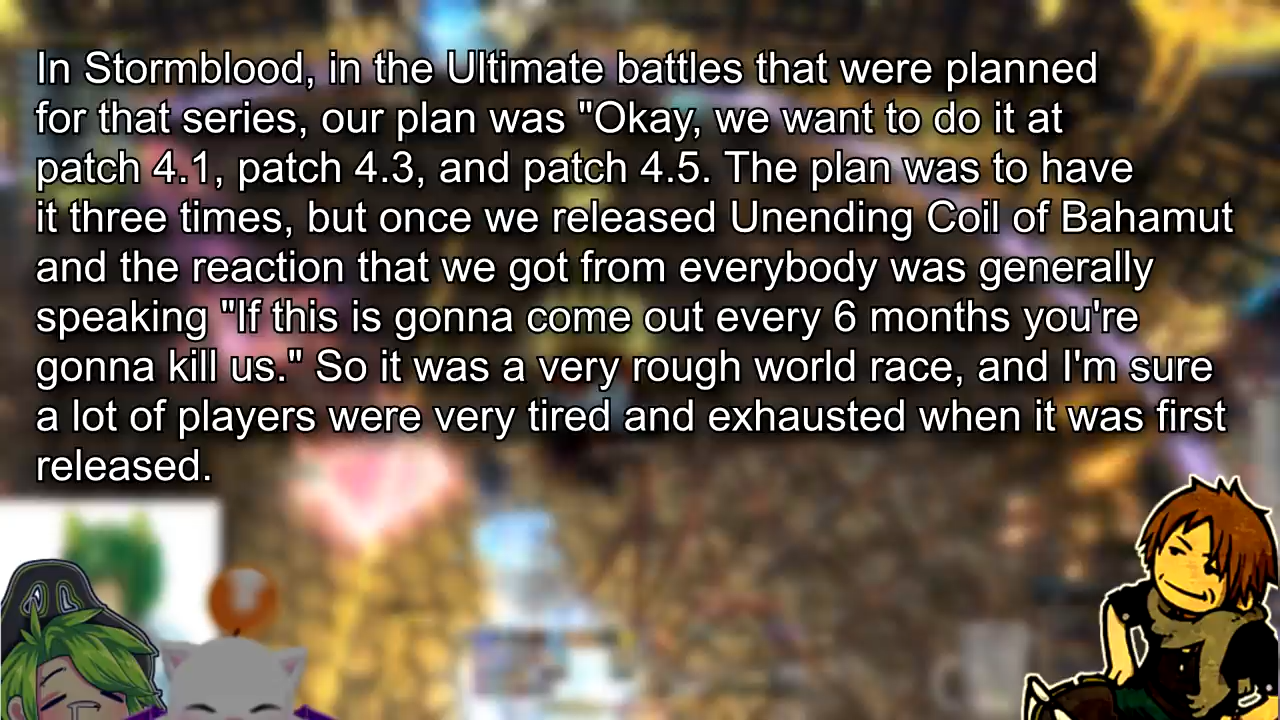 In Stormblood, in the Ultimate battles that were planned
for that series, our plan was "Okay, we want to do it at
patch 4.1, patch 4.3, and patch 4.5. The plan was to have
it three times, but once we released Unending Coil of Bahamut
and the reaction that we got from everybody was generally
speaking "If this is gonna come out every 6 months you're
gonna kill us." So it was a very rough world race, and I'm sure
a lot of players were very tired and exhausted when it was first
released.